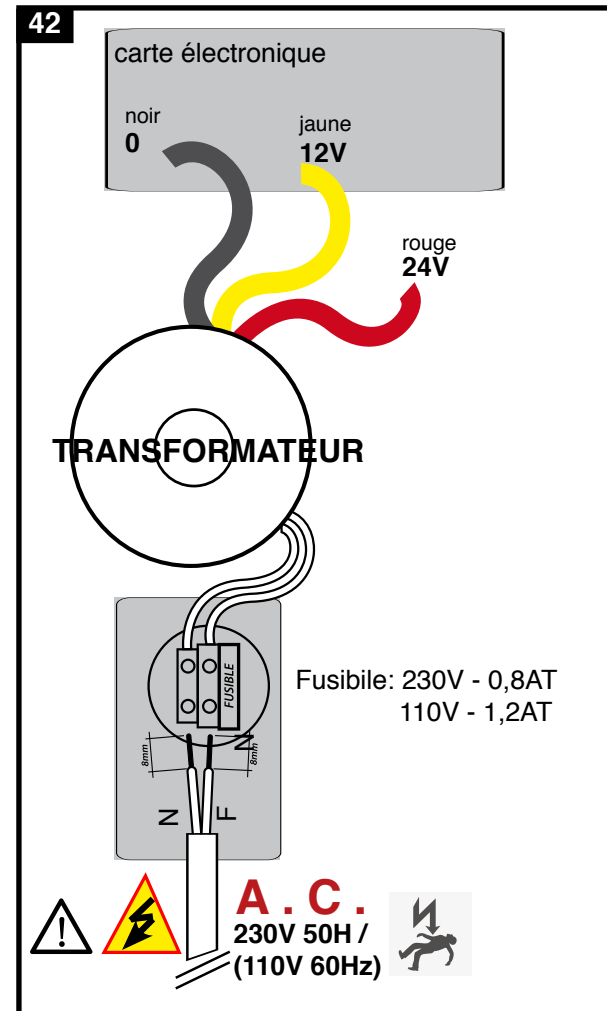 42
carte électronique
noir
0
jaune
12V
rouge
24V
TRANSFORMATEUR
FUSIBLE
Fusibile: 230V - 0,8AT
110V - 1,2AT
N
8mm
8mm
N
F
A . C .
230V 50H /
(110V 60Hz)